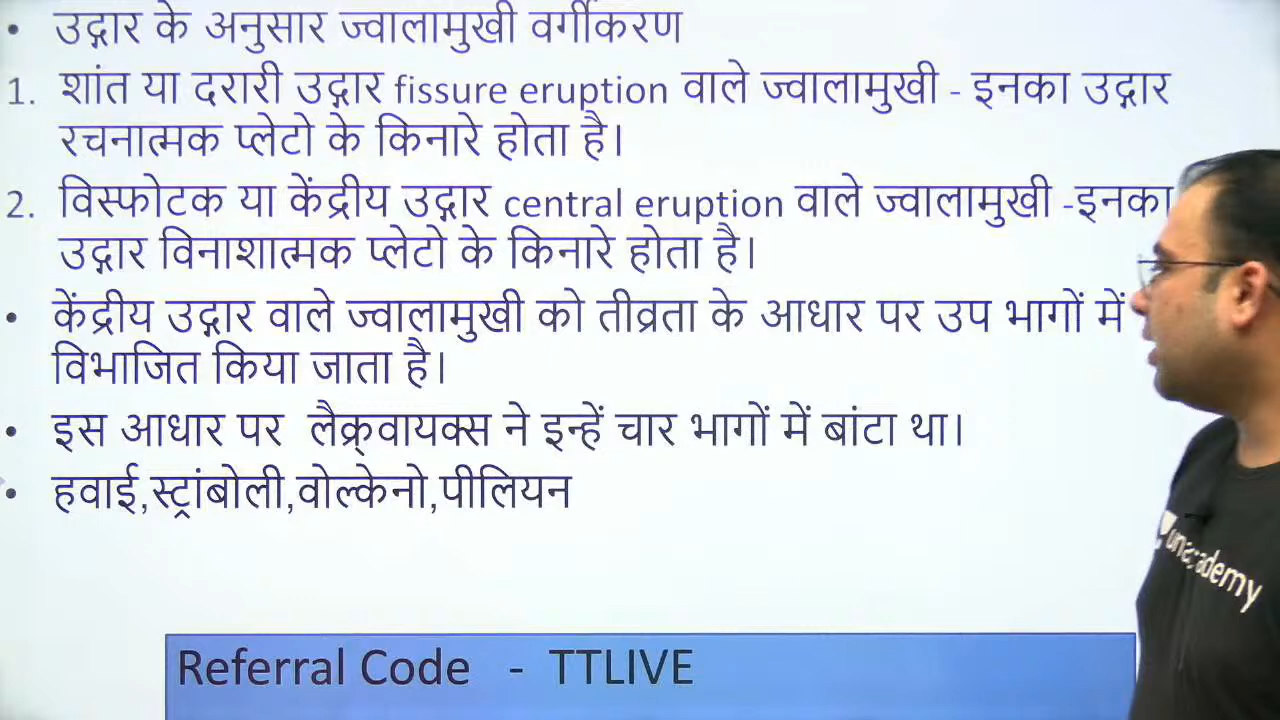 • उद्गार के अनुसार ज्वालामुखी वर्गीकरण
1. शांत या दरारी उद्गार fissure eruption वाले ज्वालामुखी - इनका उद्गार
रचनात्मक प्लेटो के किनारे होता है।
2. विस्फोटक या केंद्रीय उद्गार central eruption वाले ज्वालामुखी -इनका
उद्गार विनाशात्मक प्लेटो के किनारे होता है।
• केंद्रीय उद्गार वाले ज्वालामुखी को तीव्रता के आधार पर उप भागों में
विभाजित किया जाता है।
• इस आधार पर लैक्र्वायक्स ने इन्हें चार भागों में बांटा था।
• हवाई,स्ट्रांबोली,वोल्केनो,पीलियन
unacademy
Referral Code - TTLIVE